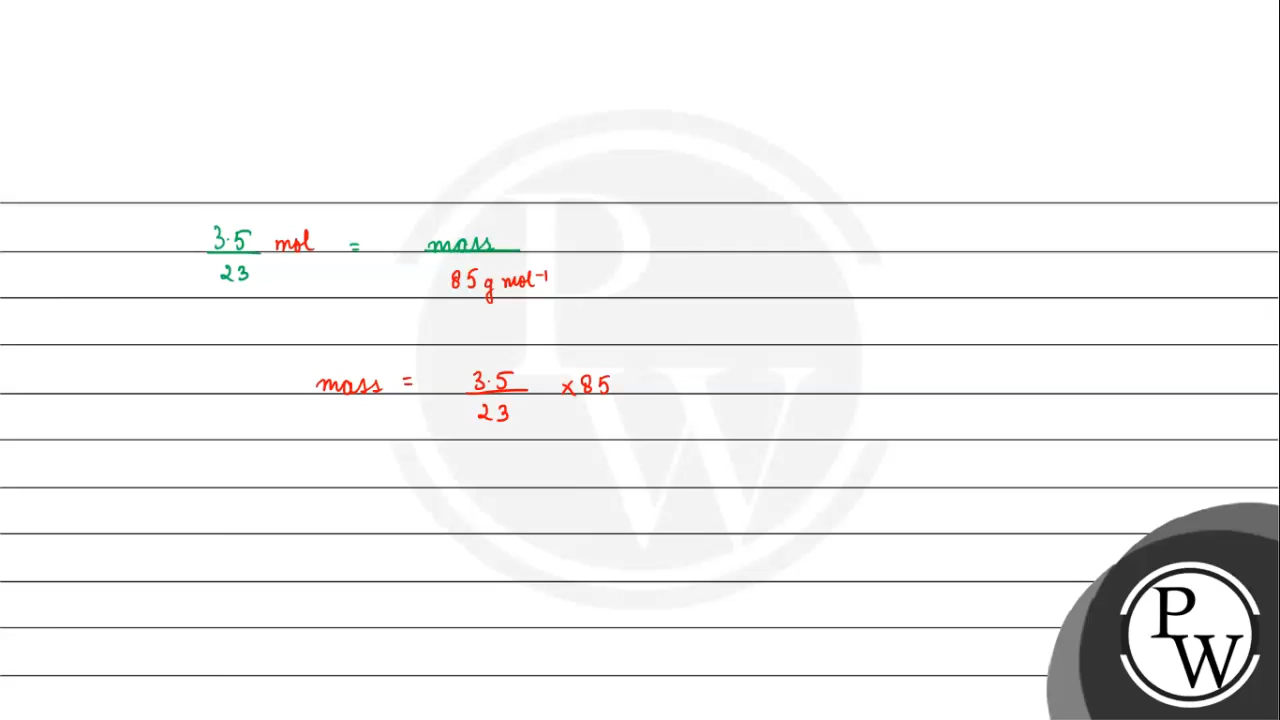 3.5/23 mol = mass/85 g mol⁻¹
mass = 3.5/23 × 85
P
W
P
W